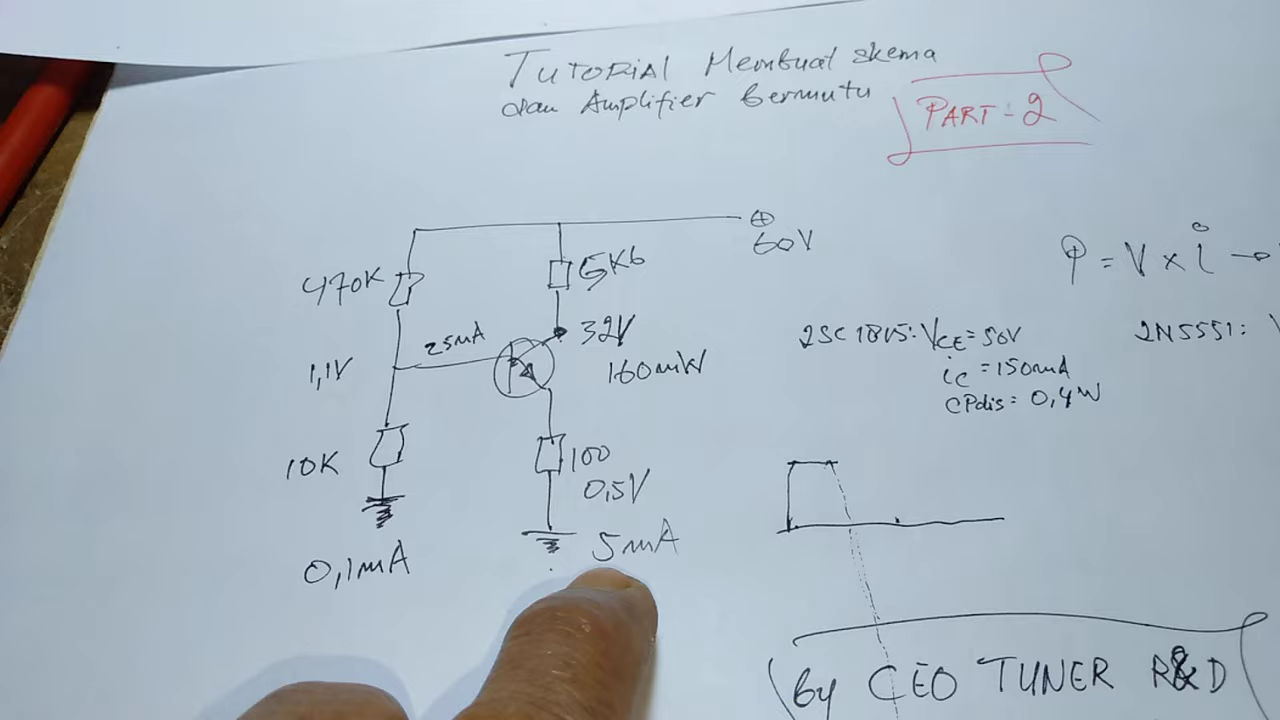 TUTORIAL Membuat skema
dan Amplifier bermutu
PART-2
⊕
60V
470K
5K6
32V
25mA
1,1V
160mW
10K
100
0,5V
0,1mA
5mA
P = V x i
2SC1815: VCE = 50V
ic = 150mA
CPdis = 0,4W
2N5551:
by CEO TUNER R&D